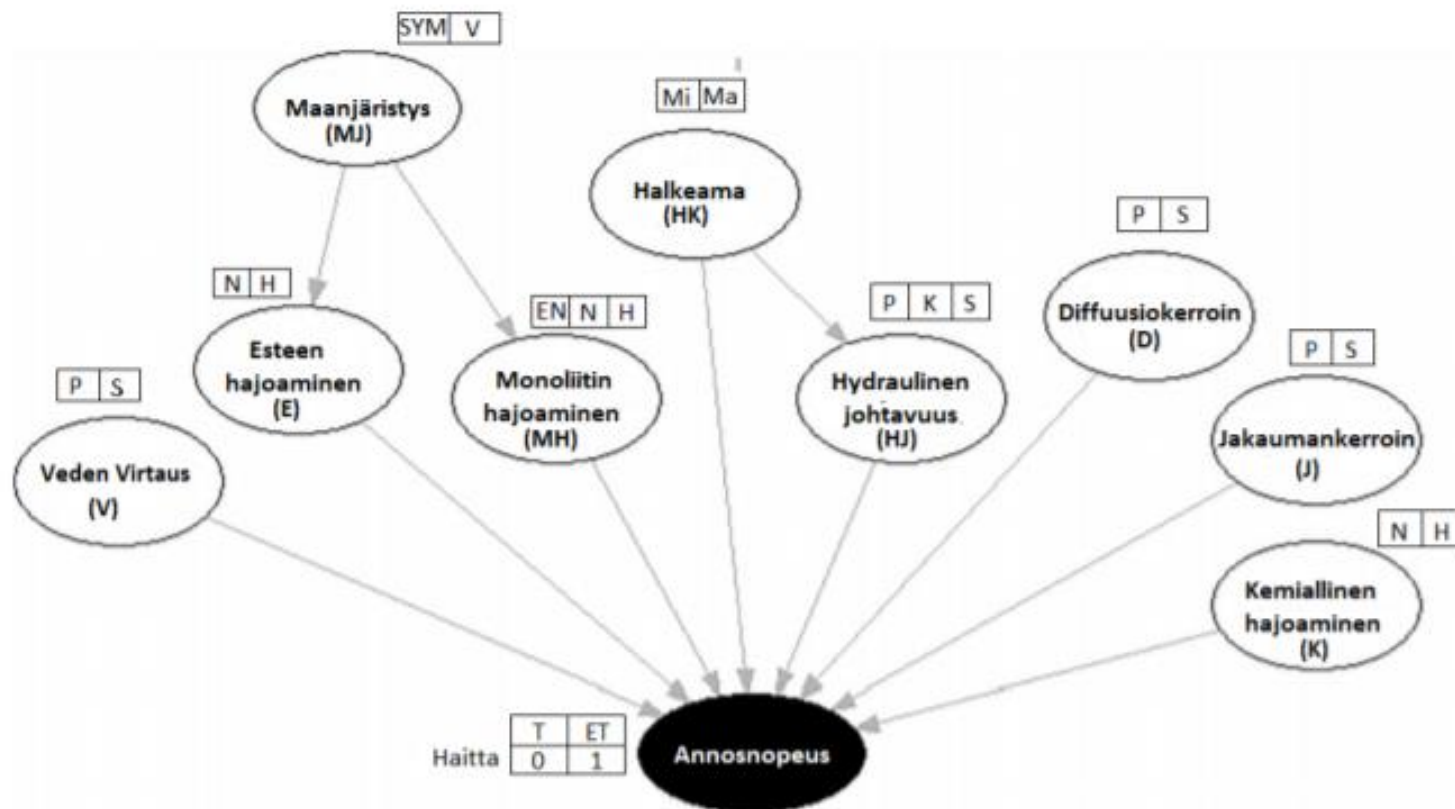 SYM V
Maanjäristys
(MJ)
Mi Ma
Halkeama
(HK)
P S
Diffuusiokerroin
(D)
N H
Esteen
hajoaminen
(E)
EN N H
Monoliitin
hajoaminen
(MH)
P K S
Hydraulinen
johtavuus
(HJ)
P S
Jakaumankerroin
(J)
P S
Veden Virtaus
(V)
N H
Kemiallinen
hajoaminen
(K)
T ET
Haitta 0 1
Annosnopeus